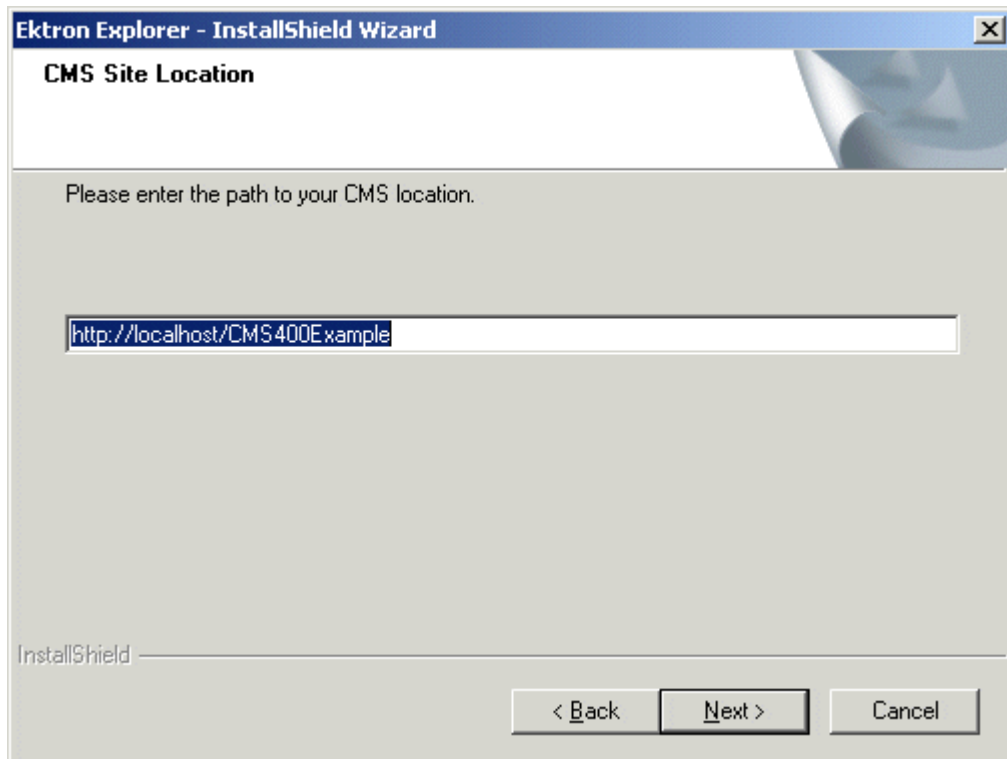 Ektron Explorer - InstallShield Wizard
CMS Site Location
Please enter the path to your CMS location.
http://localhost/CMS400Example
InstallShield
< Back Next > Cancel